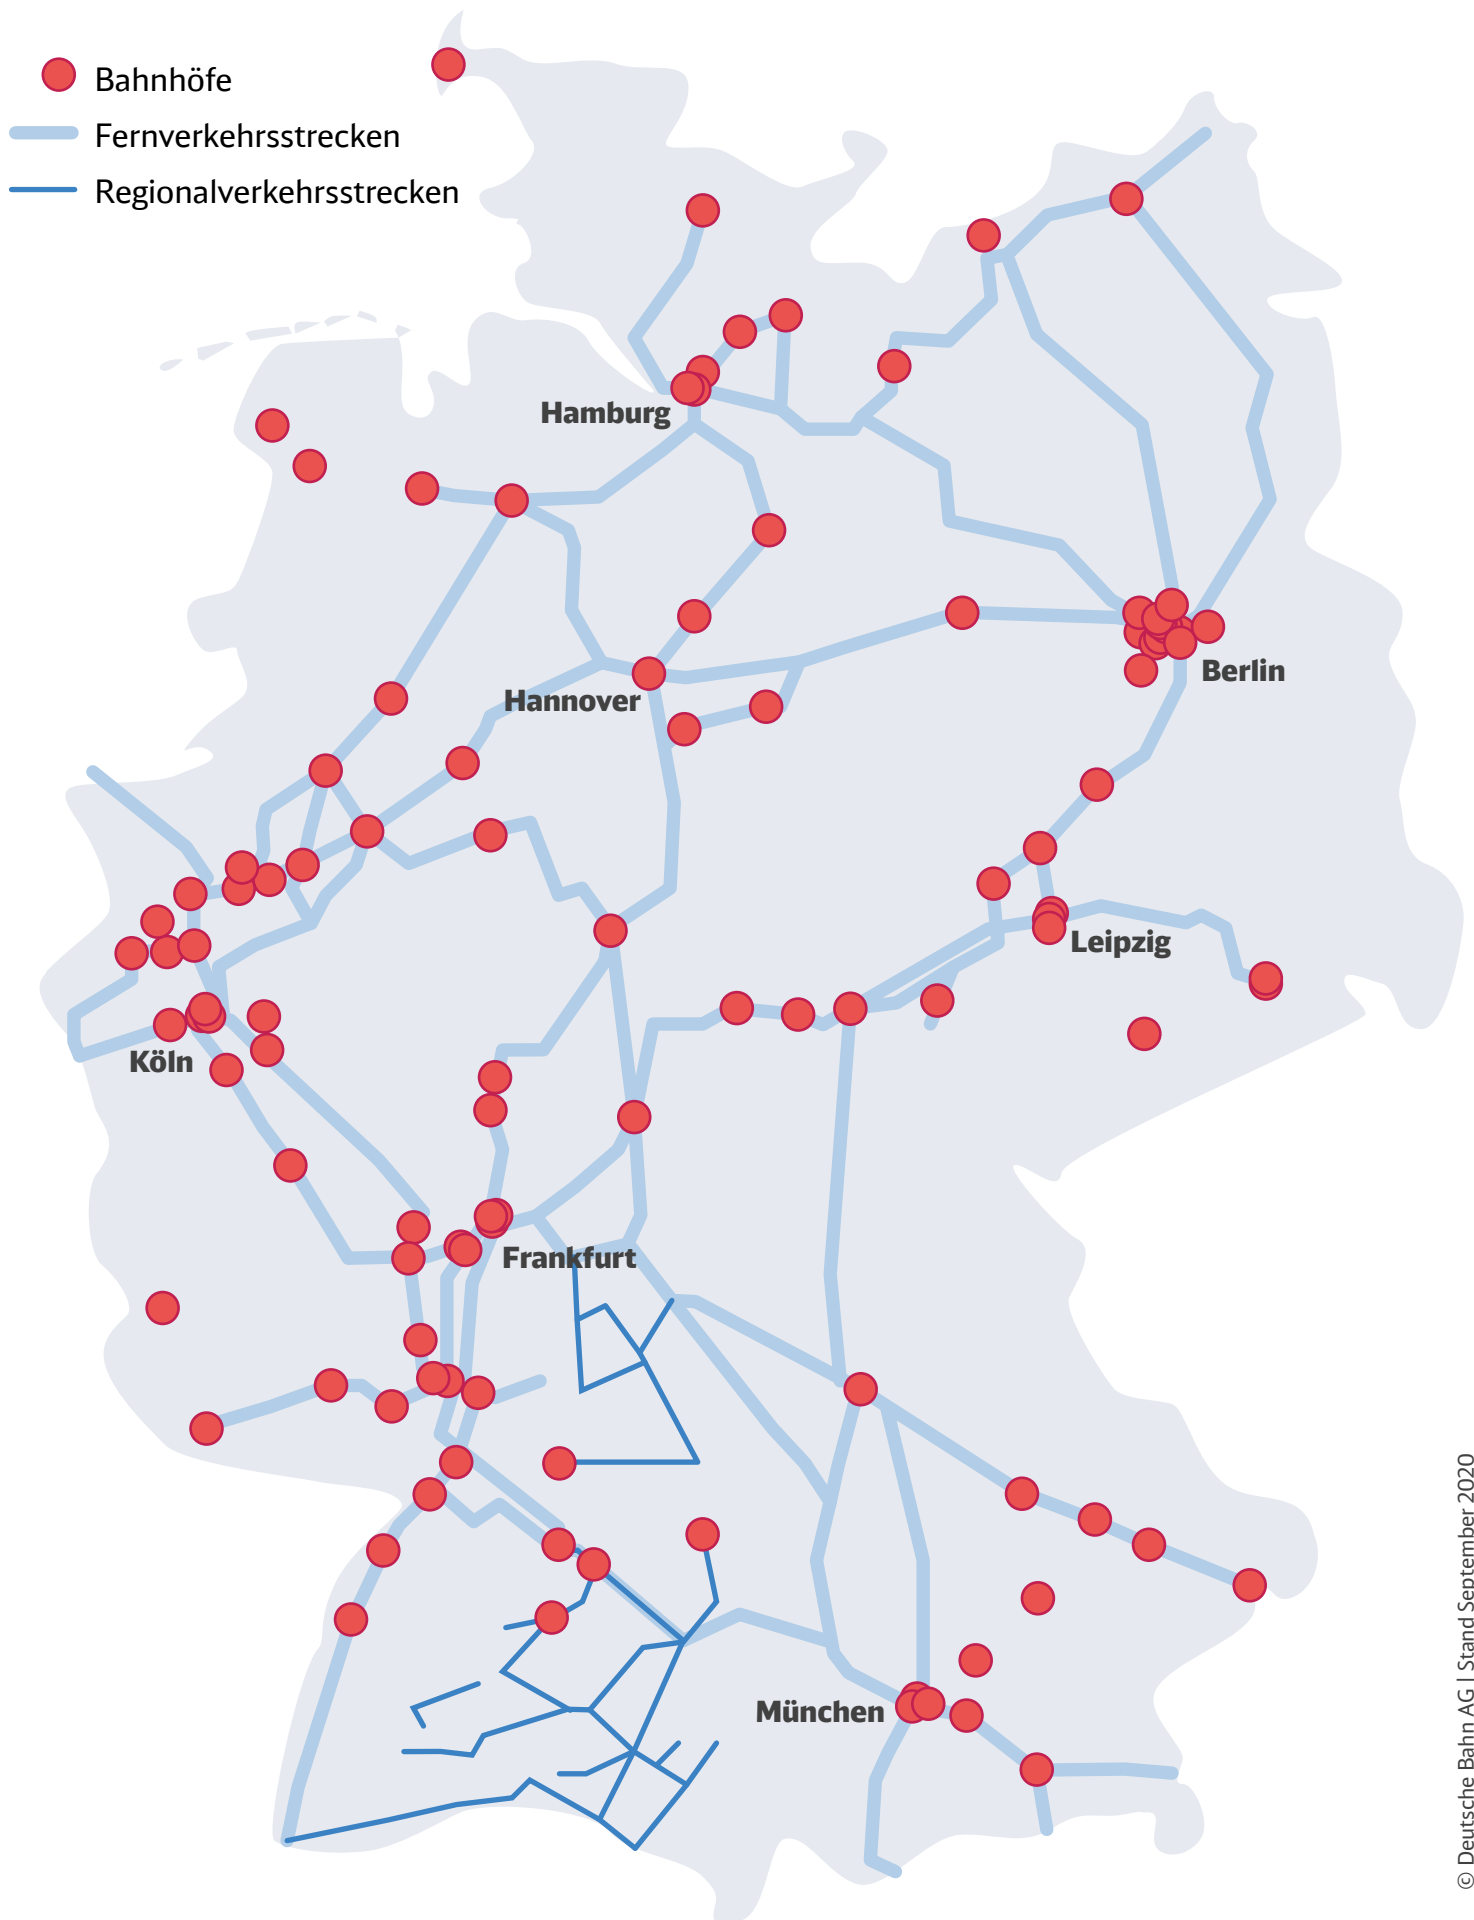 Bahnhöfe
Fernverkehrsstrecken
Regionalverkehrsstrecken
Hamburg
Hannover
Berlin
Leipzig
Köln
Frankfurt
München
© Deutsche Bahn AG | Stand September 2020